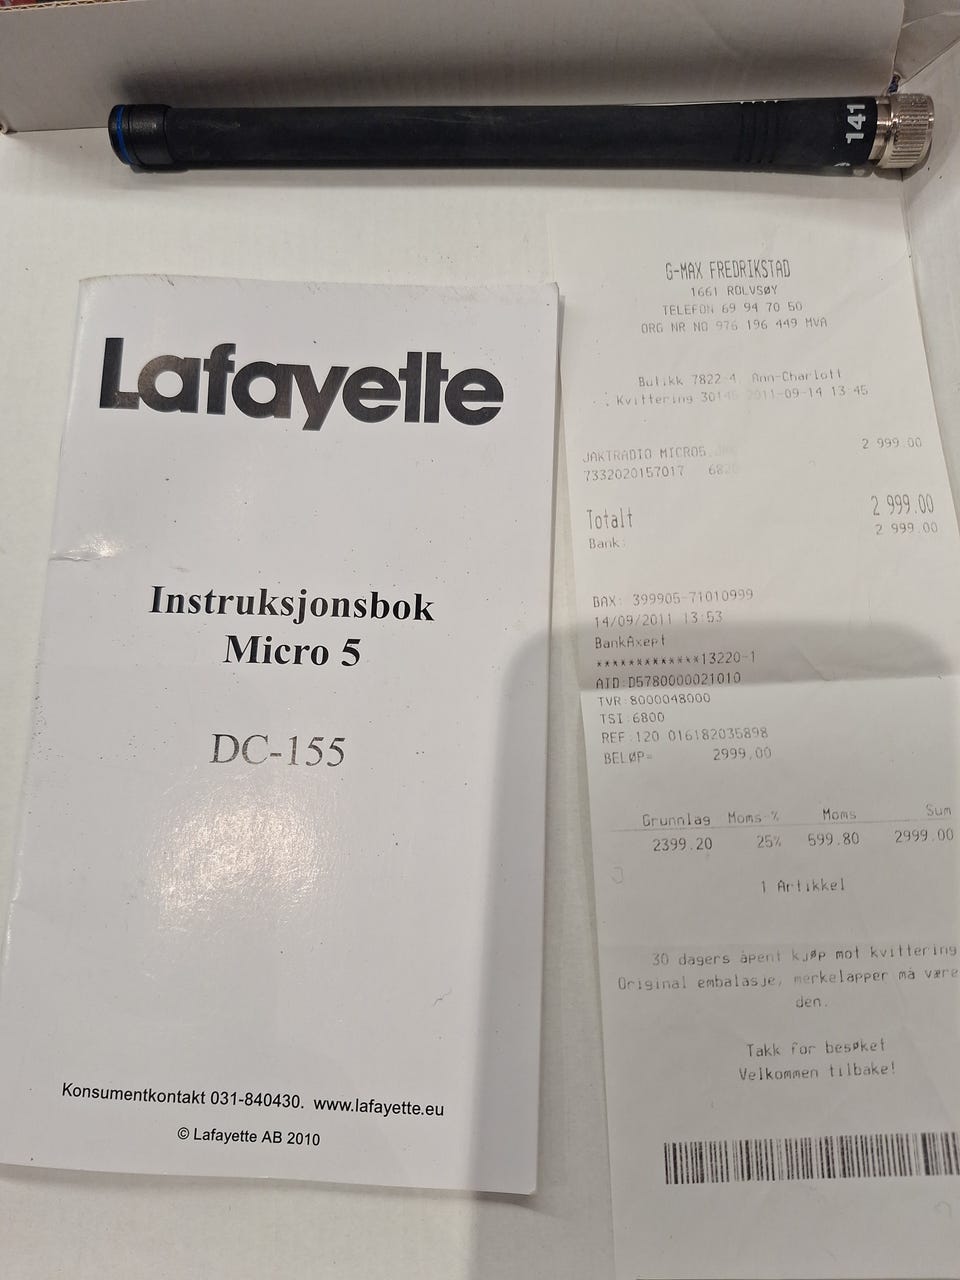 141
Lafayette
Instruksjonsbok
Micro 5
DC-155
Konsumentkontakt 031-840430. www.lafayette.eu
© Lafayette AB 2010
G-MAX FREDRIKSTAD
1661 ROLVSØY
TELEFON 69 94 70 50
ORG NR NO 976 196 449 MVA
Butikk 7822-4 Ann-Charlott
Kvittering 2011-09-14 13:45
JAKTRADIO MICRO5 2 999.00
7332020157017
Totalt 2 999.00
Bank: 2 999.00
BAX: 399905-71010999
14/09/2011 13:53
BankAxept
*************13220-1
AID:D5780000021010
TVR:8000048000
TSI:6800
REF:120 016182035898
BELØP= 2999,00
Grunnlag Moms-% Moms Sum
2399.20 25% 599.80 2999.00
1 Artikkel
30 dagers åpent kjøp mot kvittering
Original embalasje, merkelapper må være
den.
Takk for besøket
Velkommen tilbake!